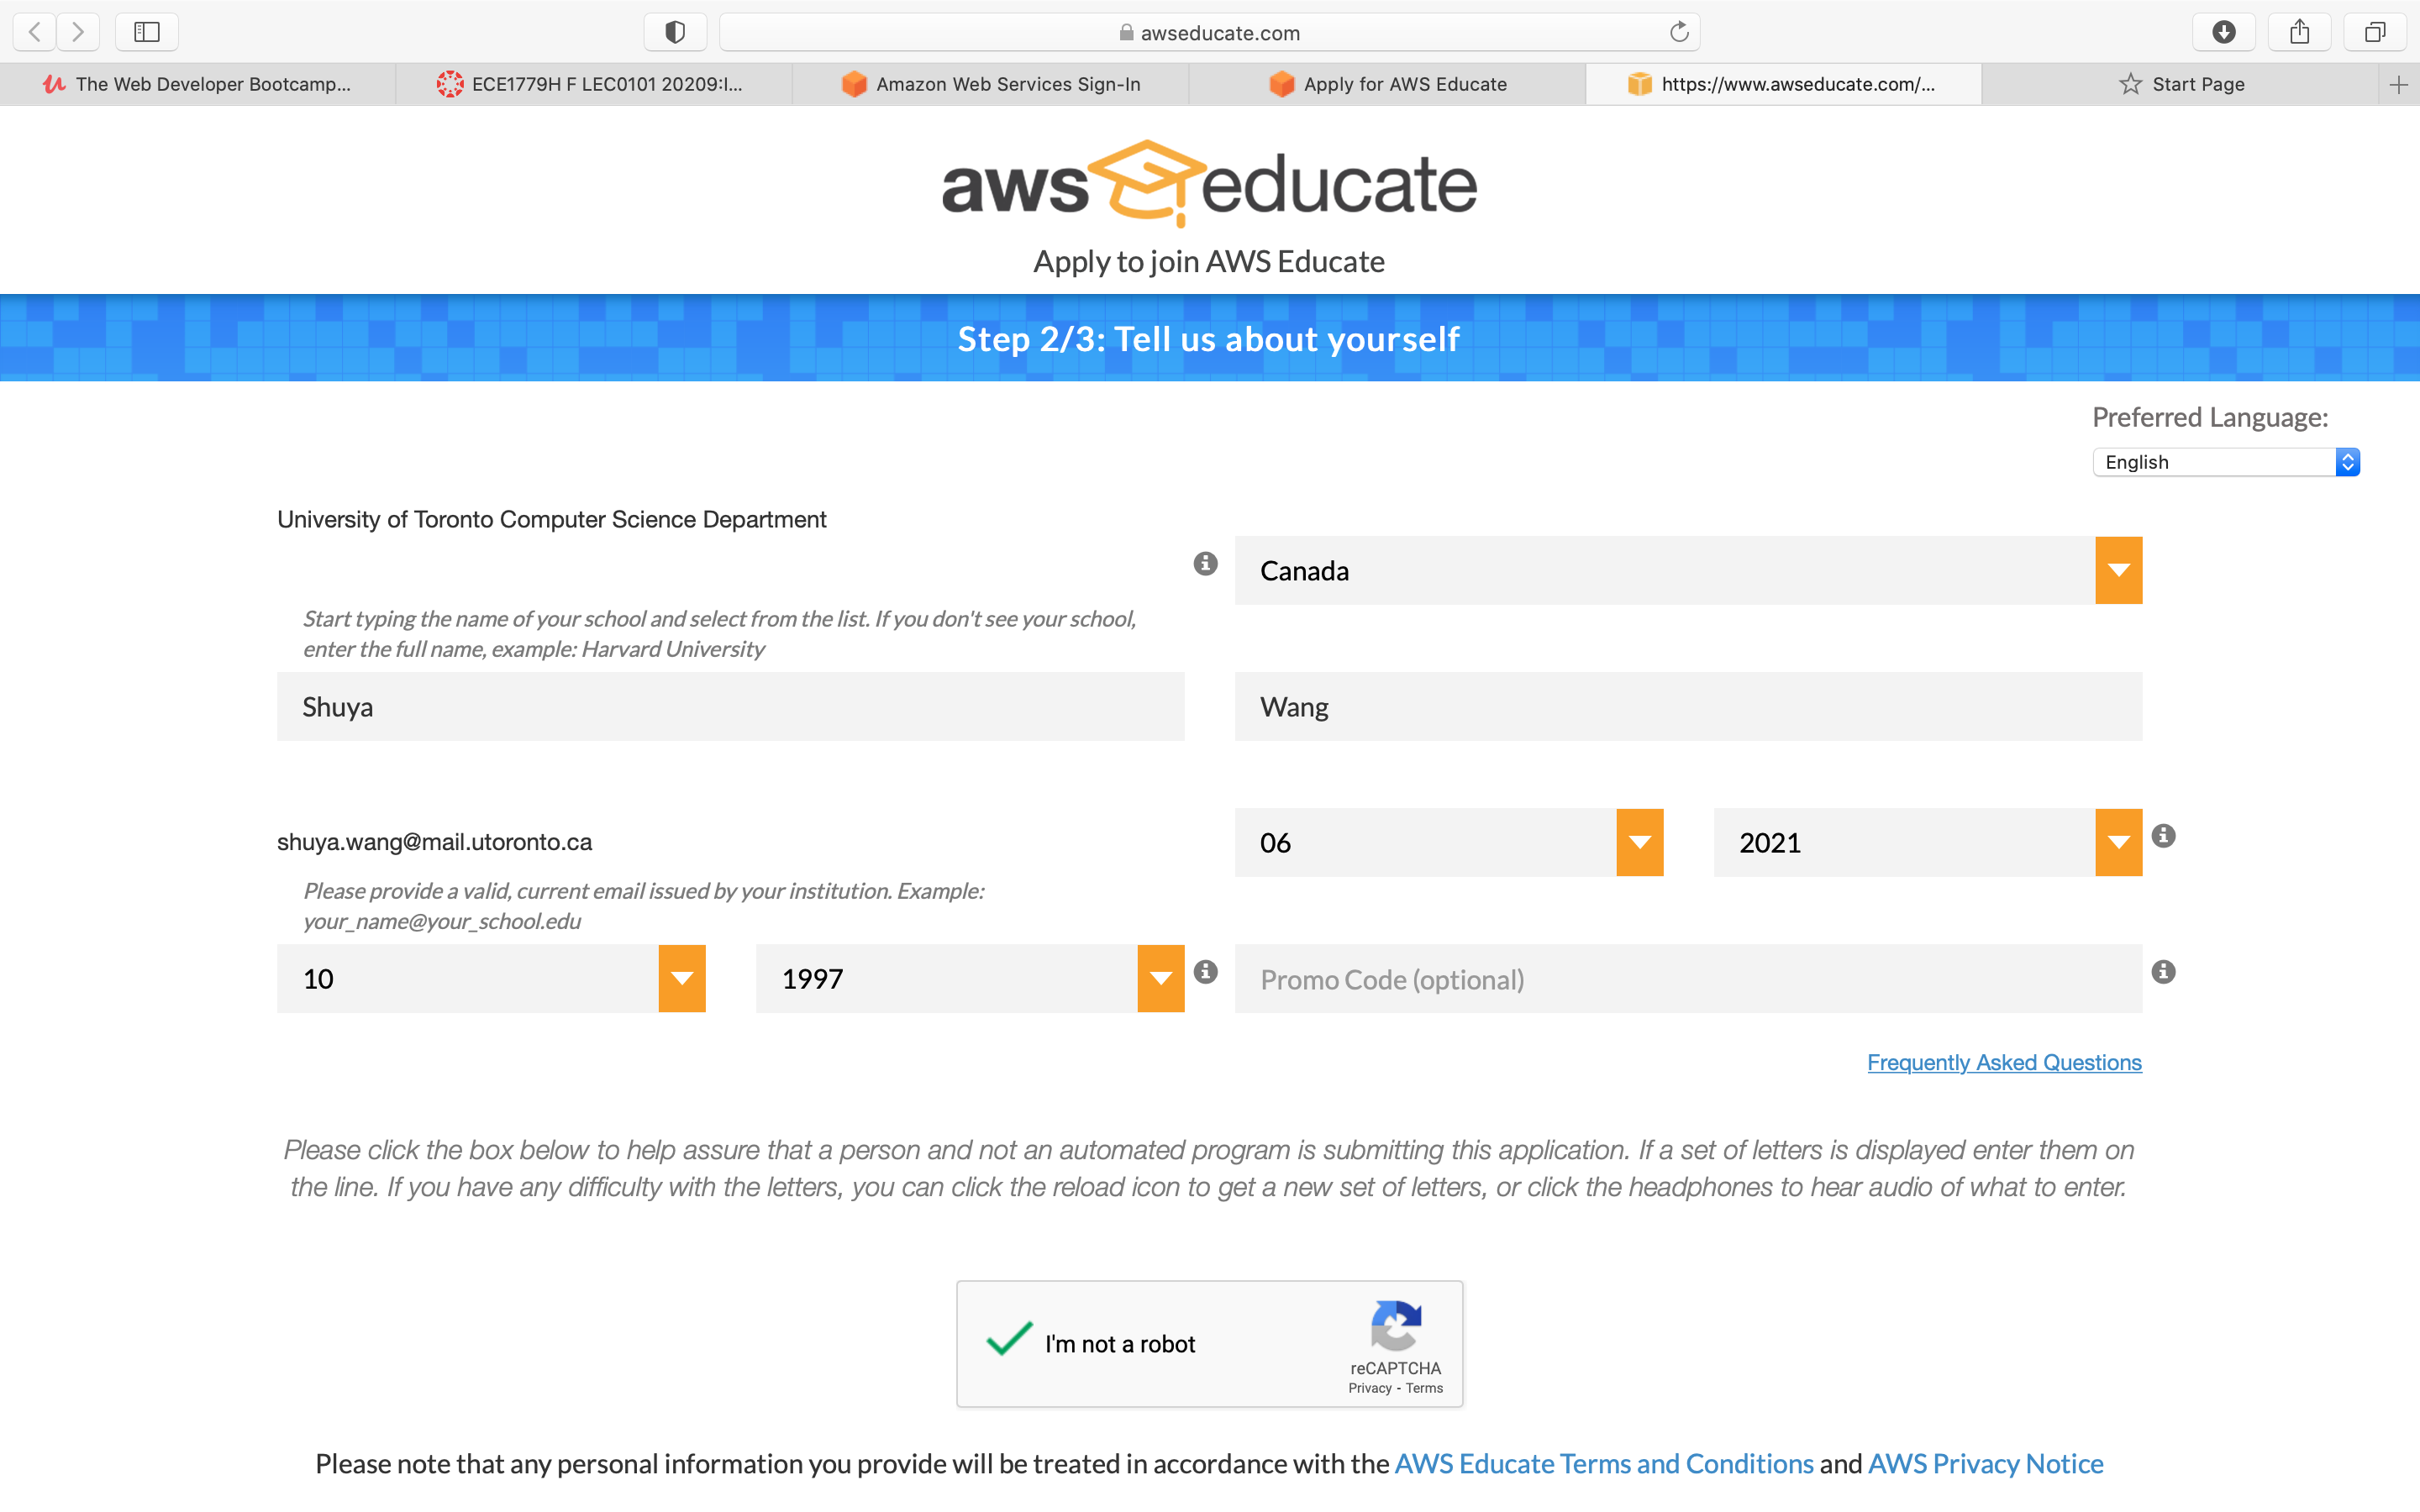 awseducate.com
The Web Developer Bootcamp...
ECE1779H F LEC0101 20209:I...
Amazon Web Services Sign-In
Apply for AWS Educate
https://www.awseducate.com/...
Start Page
aws educate
Apply to join AWS Educate
Step 2/3: Tell us about yourself
Preferred Language:
English
University of Toronto Computer Science Department
Canada
Start typing the name of your school and select from the list. If you don't see your school,
enter the full name, example: Harvard University
Shuya
Wang
shuya.wang@mail.utoronto.ca
06
2021
Please provide a valid, current email issued by your institution. Example:
your_name@your_school.edu
10
1997
Promo Code (optional)
Frequently Asked Questions
Please click the box below to help assure that a person and not an automated program is submitting this application. If a set of letters is displayed enter them on
the line. If you have any difficulty with the letters, you can click the reload icon to get a new set of letters, or click the headphones to hear audio of what to enter.
I'm not a robot
reCAPTCHA
Privacy - Terms
Please note that any personal information you provide will be treated in accordance with the AWS Educate Terms and Conditions and AWS Privacy Notice